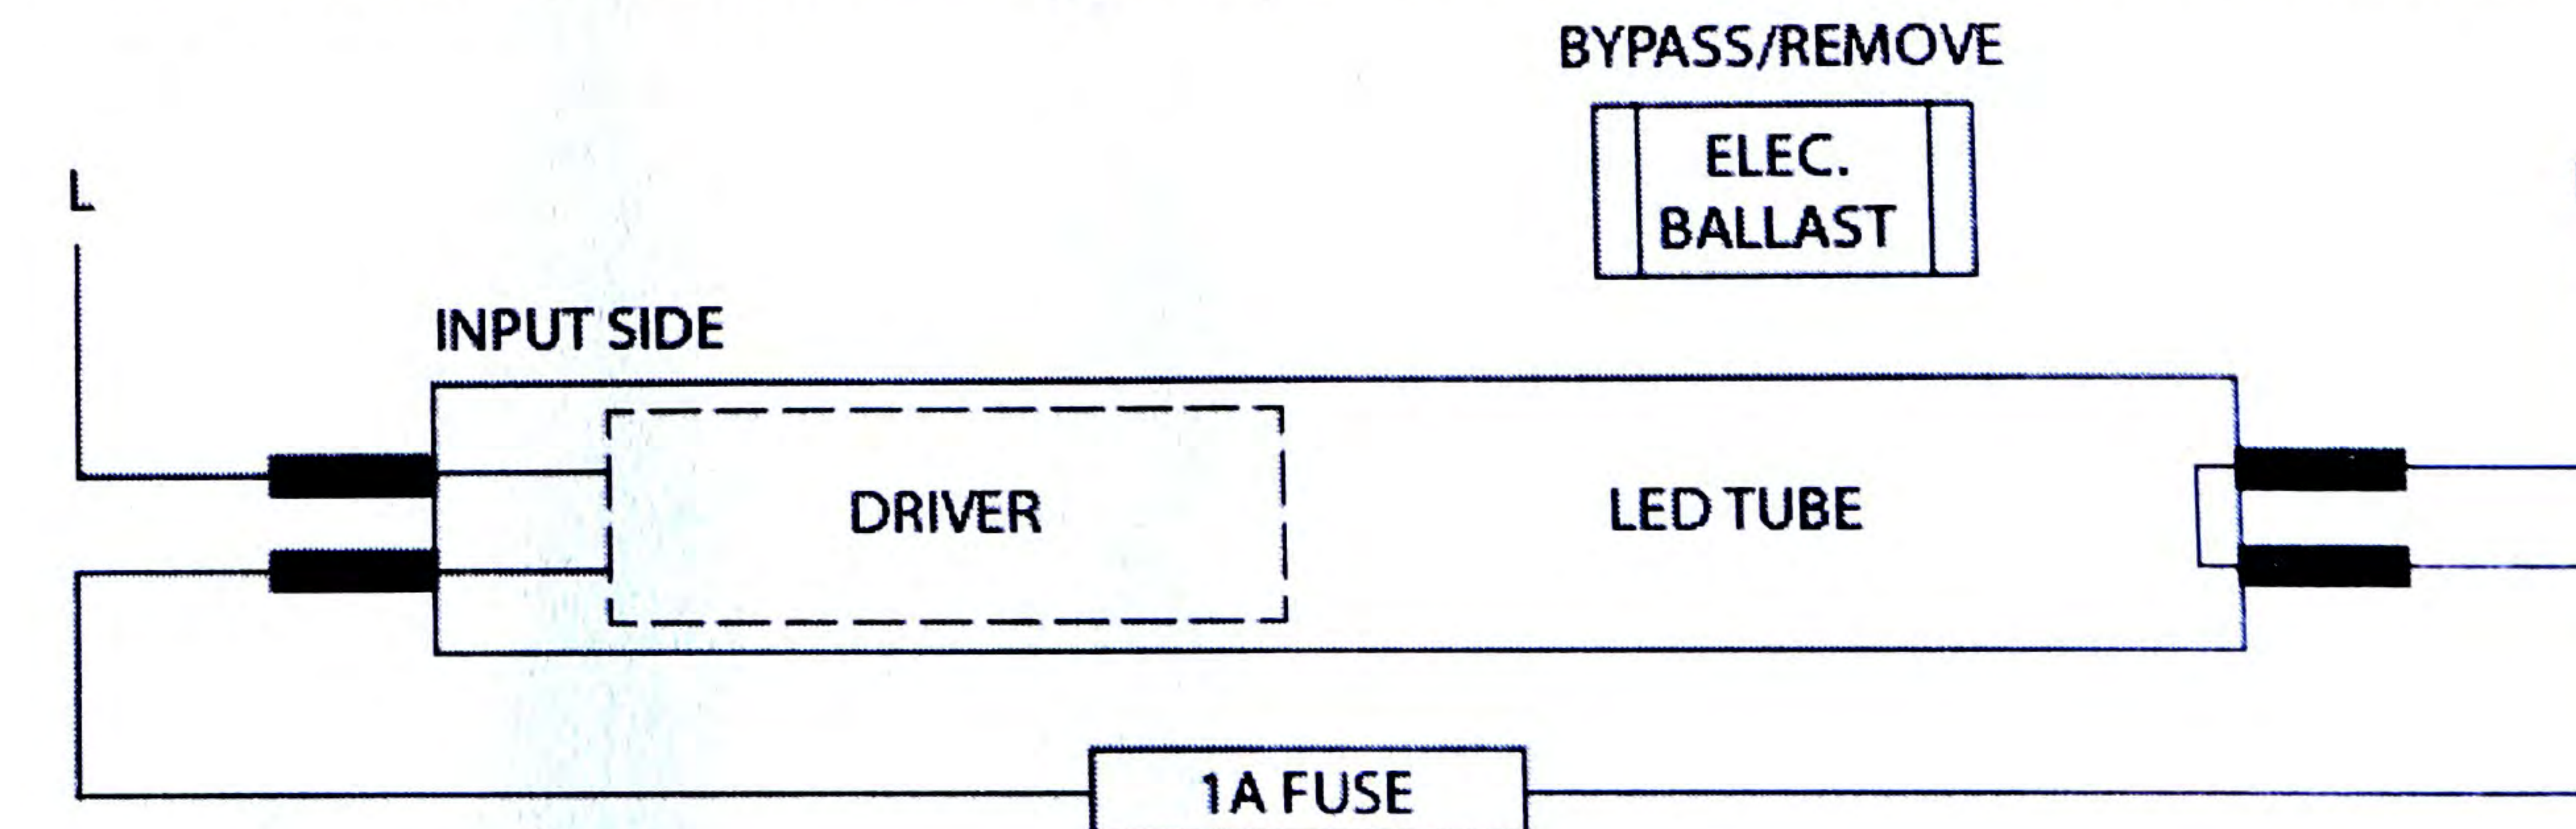 BYPASS/REMOVE
ELEC.
BALLAST
L
INPUT SIDE
DRIVER
LED TUBE
1A FUSE